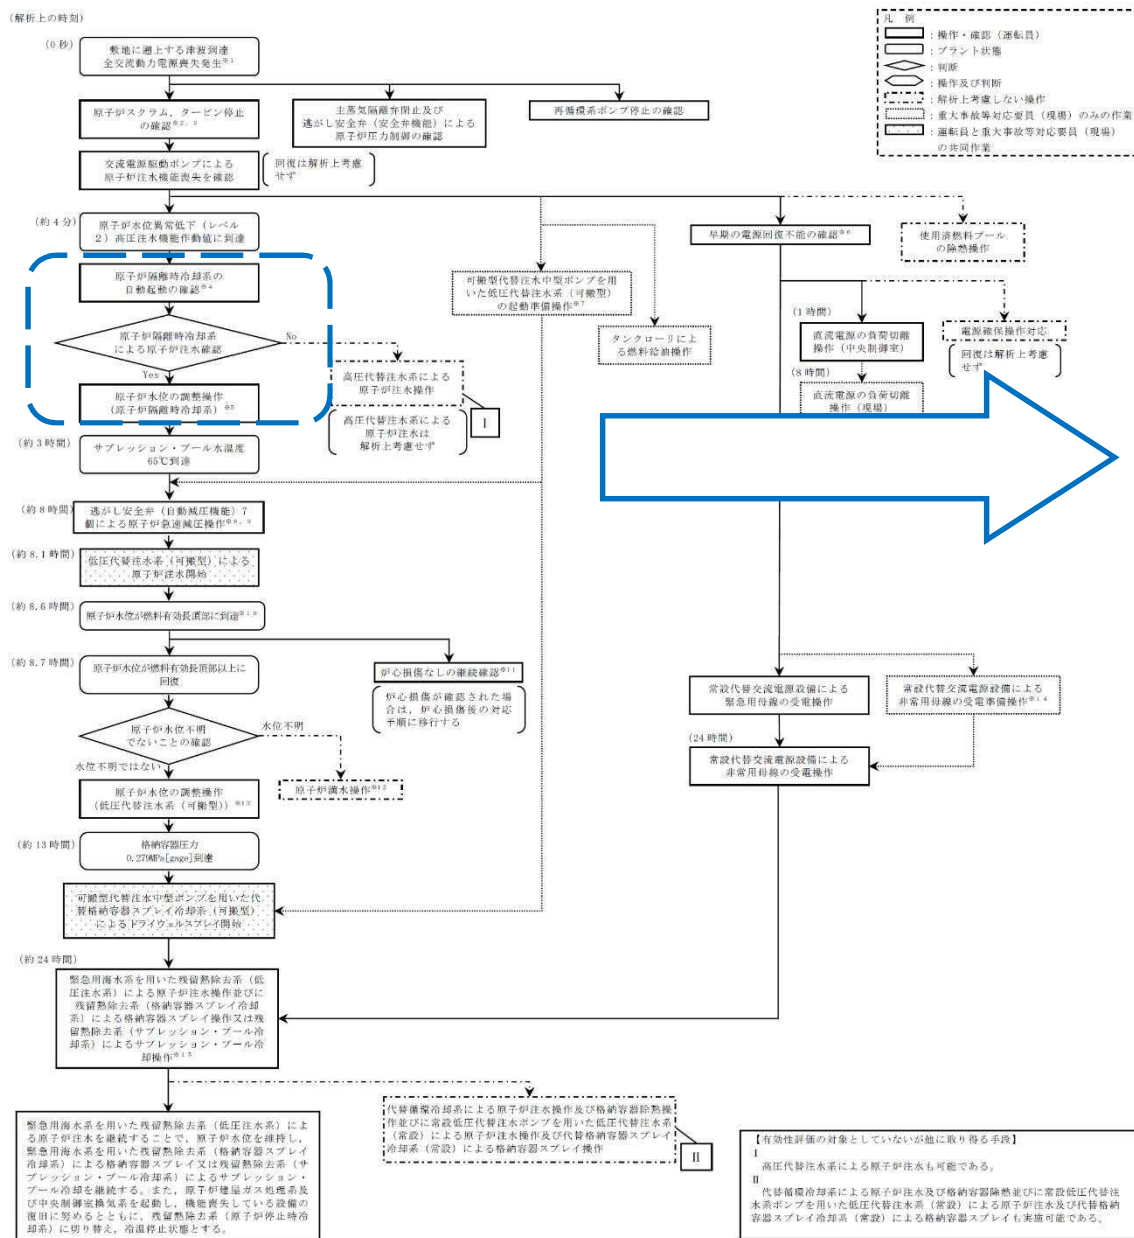 (解析上の時刻)
(0秒)
敷地に遡上する津波到達
全交流動力電源喪失発生※1
原子炉スクラム，タービン停止
の確認※2，3
主蒸気隔離弁閉止及び
逃がし安全弁（安全弁機能）による
原子炉圧力制御の確認
再循環系ポンプ停止の確認
交流電源駆動ポンプによる
原子炉注水機能喪失を確認
回復は解析上考慮
せず
凡 例
：操作・確認（運転員）
：プラント状態
：判断
：操作及び判断
：解析上考慮しない操作
：重大事故等対応要員（現場）のみの作業
：運転員と重大事故等対応要員（現場）
の共同作業
(約4分)
原子炉水位異常低下（レベル
2）高圧注水機能作動値に到達
早期の電源回復不能の確認※6
使用済燃料プール
の除熱操作
原子炉隔離時冷却系の
自動起動の確認※4
可搬型代替注水中型ポンプを用
いた低圧代替注水系（可搬型）
の起動準備操作※7
原子炉隔離時冷却系
による原子炉注水確認
No
Yes
タンクローリによ
る燃料給油操作
(1時間)
直流電源の負荷切離
操作（中央制御室）
電源確保操作対応
回復は解析上考慮
せず
(8時間)
直流電源の負荷切離
操作（現場）
高圧代替注水系による
原子炉注水操作
高圧代替注水系による
原子炉注水は
解析上考慮せず
I
原子炉水位の調整操作
(原子炉隔離時冷却系)※5
(約3時間)
サプレッション・プール水温度
65℃到達
(約8時間)
逃がし安全弁（自動減圧機能）7
個による原子炉急速減圧操作※8，9
(約8.1時間)
低圧代替注水系（可搬型）による
原子炉注水開始
(約8.6時間)
原子炉水位が燃料有効長頂部に到達※10
(約8.7時間)
原子炉水位が燃料有効長頂部以上に
回復
炉心損傷なしの継続確認※11
炉心損傷が確認された場
合は，炉心損傷後の対応
手順に移行する
原子炉水位不明
でないことの確認
水位不明
水位不明ではない
原子炉満水操作※12
原子炉水位の調整操作
(低圧代替注水系（可搬型）)※13
常設代替交流電源設備による
緊急用母線の受電操作
常設代替交流電源設備による
非常用母線の受電準備操作※14
(24時間)
常設代替交流電源設備による
非常用母線の受電操作
(約13時間)
格納容器圧力
0.279MPa[gage]到達
可搬型代替注水中型ポンプを用いた代
替格納容器スプレイ冷却系（可搬型）
によるドライウェルスプレイ開始
(約24時間)
緊急用海水系を用いた残留熱除去系（低
圧注水系）による原子炉注水操作並びに
残留熱除去系（格納容器スプレイ冷却
系）による格納容器スプレイ操作又は残
留熱除去系（サプレッション・プール冷
却系）によるサプレッション・プール冷
却操作※15
代替循環冷却系による原子炉注水操作及び格納容器除熱操
作並びに常設低圧代替注水ポンプを用いた低圧代替注水系
（常設）による原子炉注水操作及び代替格納容器スプレイ
冷却系（常設）による格納容器スプレイ操作
II
緊急用海水系を用いた残留熱除去系（低圧注水系）によ
る原子炉注水を継続することで，原子炉水位を維持し，
緊急用海水系を用いた残留熱除去系（格納容器スプレイ
冷却系）による格納容器スプレイ又は残留熱除去系（サ
プレッション・プール冷却系）によるサプレッション・
プール冷却を継続する。また，原子炉建屋ガス処理系及
び中央制御室換気系を起動し，機能喪失している設備の
復旧に努めるとともに，残留熱除去系（原子炉停止時冷
却系）に切り替え，冷温停止状態とする。
【有効性評価の対象としていないが他に取り得る手段】
I
高圧代替注水系による原子炉注水も可能である。
II
代替循環冷却系による原子炉注水及び格納容器除熱並びに常設低圧代替注
水系ポンプを用いた低圧代替注水系（常設）による原子炉注水及び代替格納
容器スプレイ冷却系（常設）による格納容器スプレイも実施可能である。